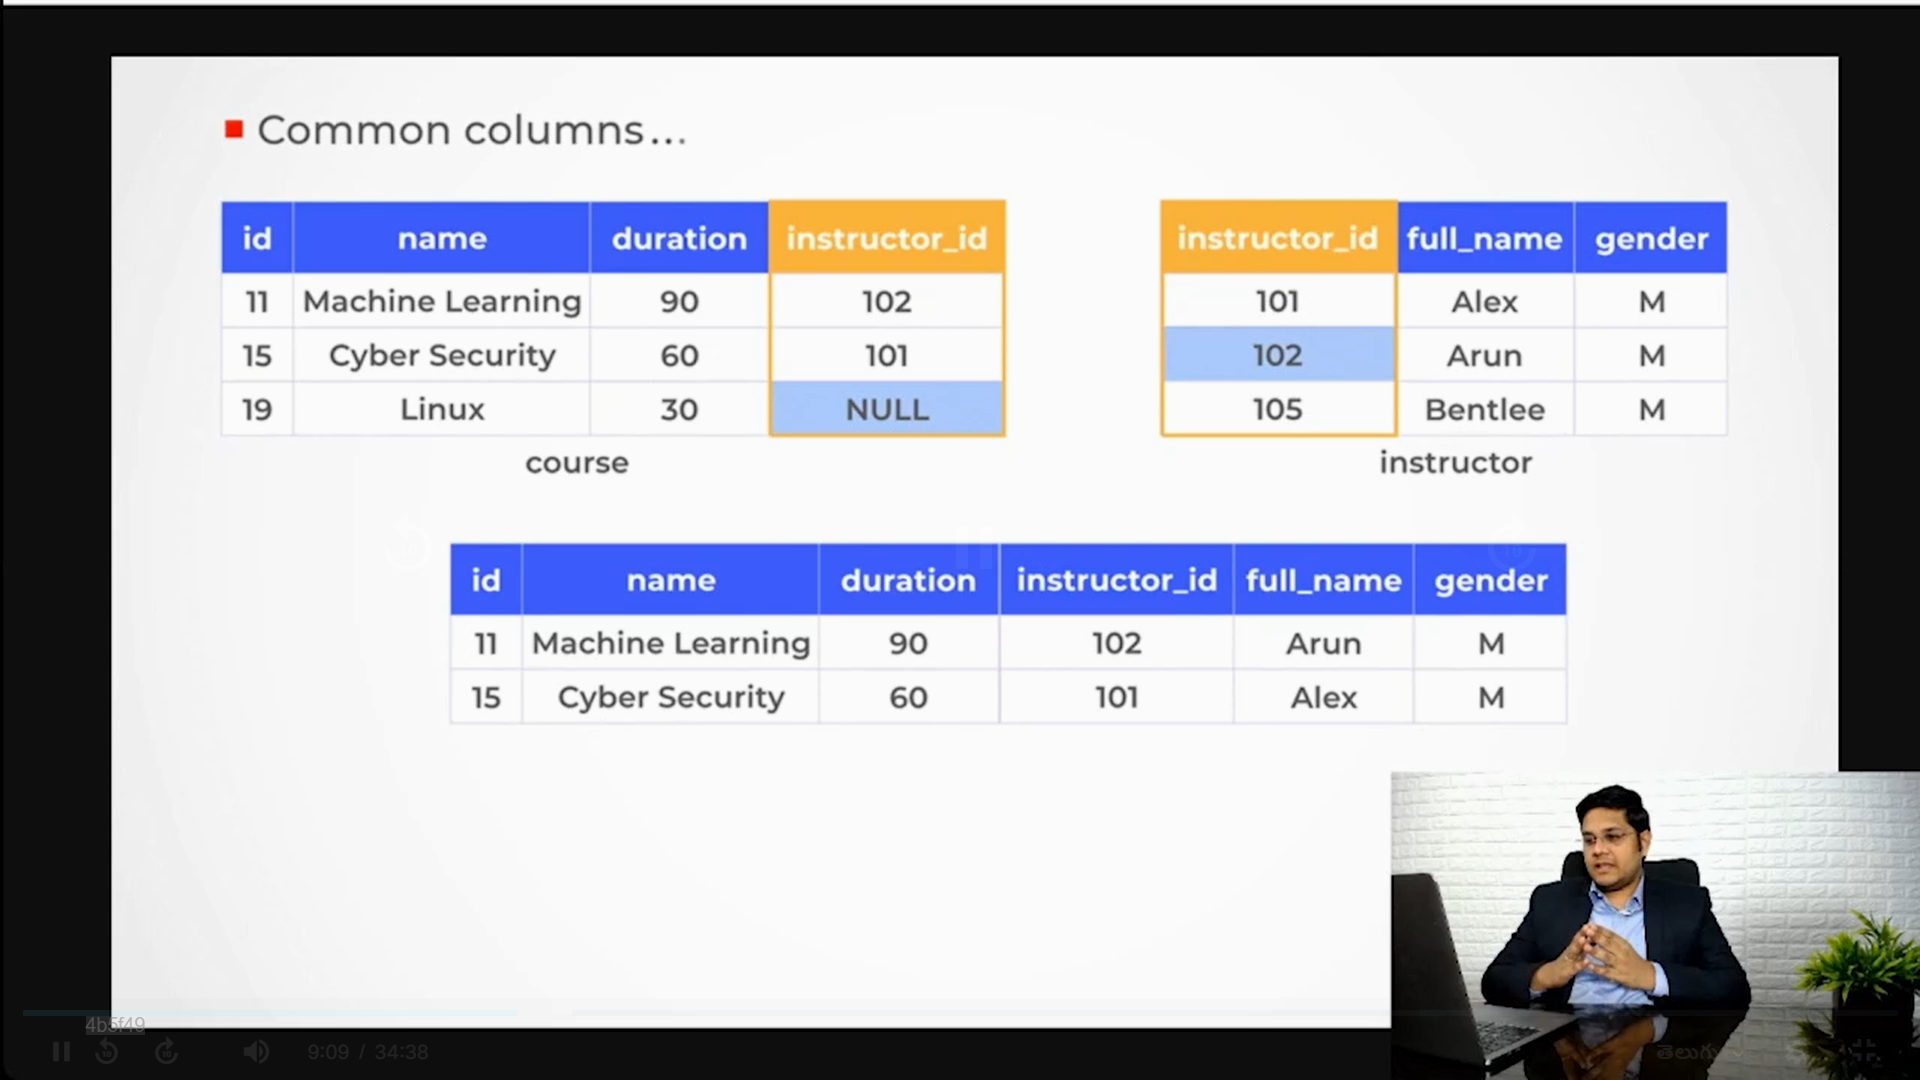 Common columns...
id name duration instructor_id
11 Machine Learning 90 102
15 Cyber Security 60 101
19 Linux 30 NULL
course
instructor_id full_name gender
101 Alex M
102 Arun M
105 Bentlee M
instructor
id name duration instructor_id full_name gender
11 Machine Learning 90 102 Arun M
15 Cyber Security 60 101 Alex M
4b5f49
10 10 9:09 / 34:38 తెలుగు